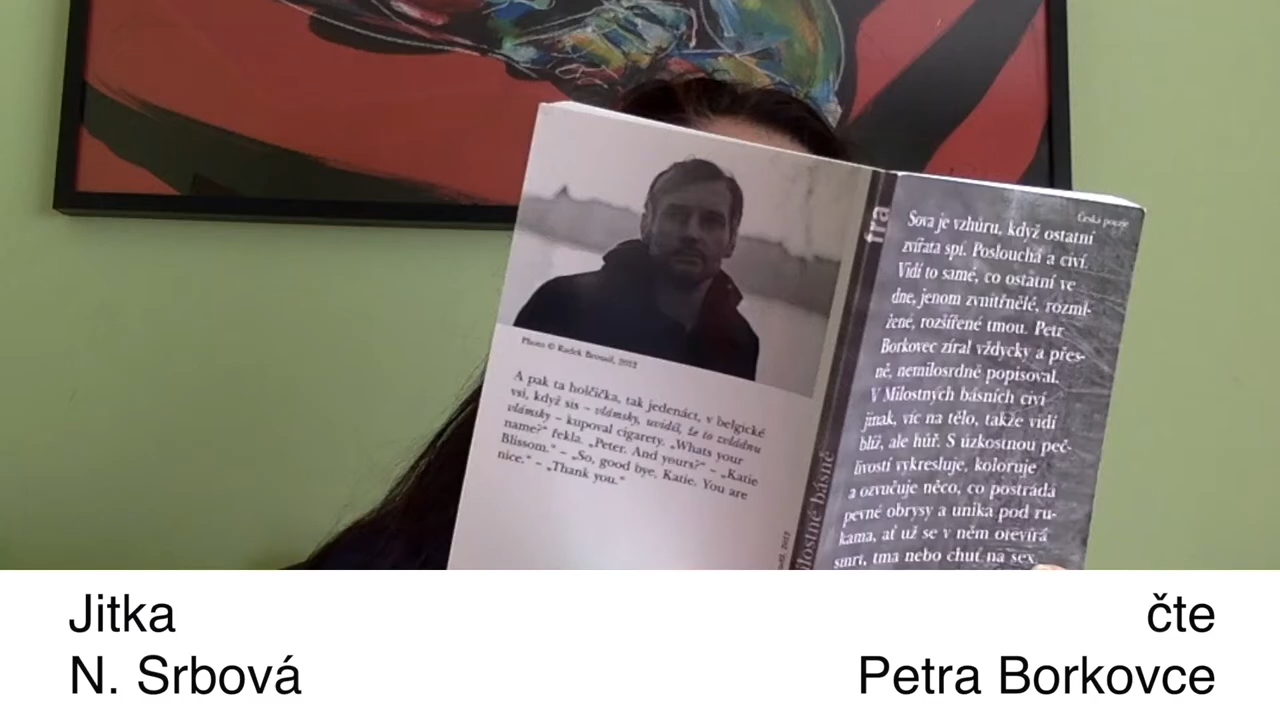 Photo © Radek Brousil, 2012
A pak ta holčička, tak jedenáct, v belgické
vsi, když sis – vlámsky, uvidíš, že to zvládnu
vlámsky – kupoval cigarety. „Whats your
name?“ řekla. „Peter. And yours?“ – „Katie
Blissom.“ – „So, good bye, Katie. You are
nice.“ – „Thank you.“
fra
ilostné básně
Česká poezie
Sova je vzhůru, když ostatní
zvířata spí. Poslouchá a civí.
Vidí to samé, co ostatní ve
dne, jenom zvnitřnělé, rozml-
žené, rozšířené tmou. Petr
Borkovec zíral vždycky a přes-
ně, nemilosrdně popisoval.
V Milostných básních civí
jinak, víc na tělo, takže vidí
blíž, ale hůř. S úzkostnou peč-
livostí vykresluje, koloruje
a ozvučuje něco, co postrádá
pevné obrysy a uniká pod ru-
kama, ať už se v něm otevírá
smrt, tma nebo chuť na sex.
Jitka
N. Srbová
čte
Petra Borkovce